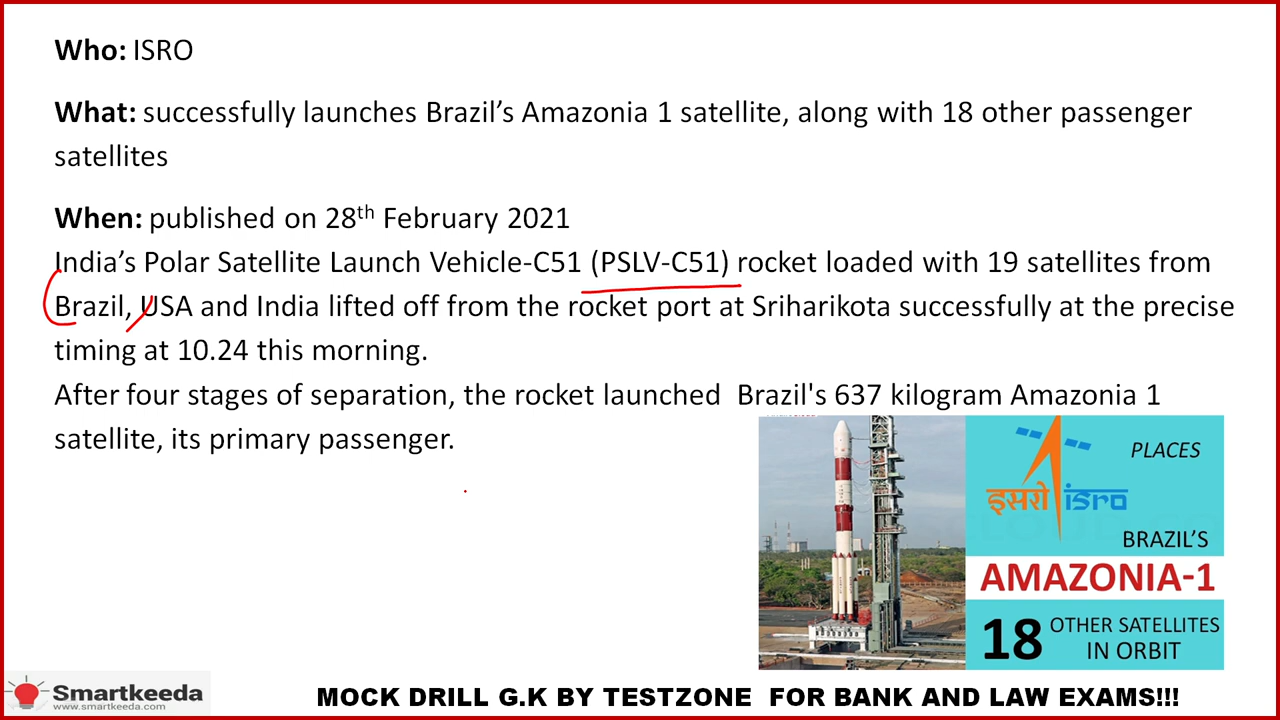 Who: ISRO
What: successfully launches Brazil’s Amazonia 1 satellite, along with 18 other passenger
satellites
When: published on 28th February 2021
India’s Polar Satellite Launch Vehicle-C51 (PSLV-C51) rocket loaded with 19 satellites from
Brazil, USA and India lifted off from the rocket port at Sriharikota successfully at the precise
timing at 10.24 this morning.
After four stages of separation, the rocket launched Brazil's 637 kilogram Amazonia 1
satellite, its primary passenger.
PLACES
इसरो isro
BRAZIL’S
AMAZONIA-1
18 OTHER SATELLITES
IN ORBIT
Smartkeeda
www.smartkeeda.com
MOCK DRILL G.K BY TESTZONE FOR BANK AND LAW EXAMS!!!